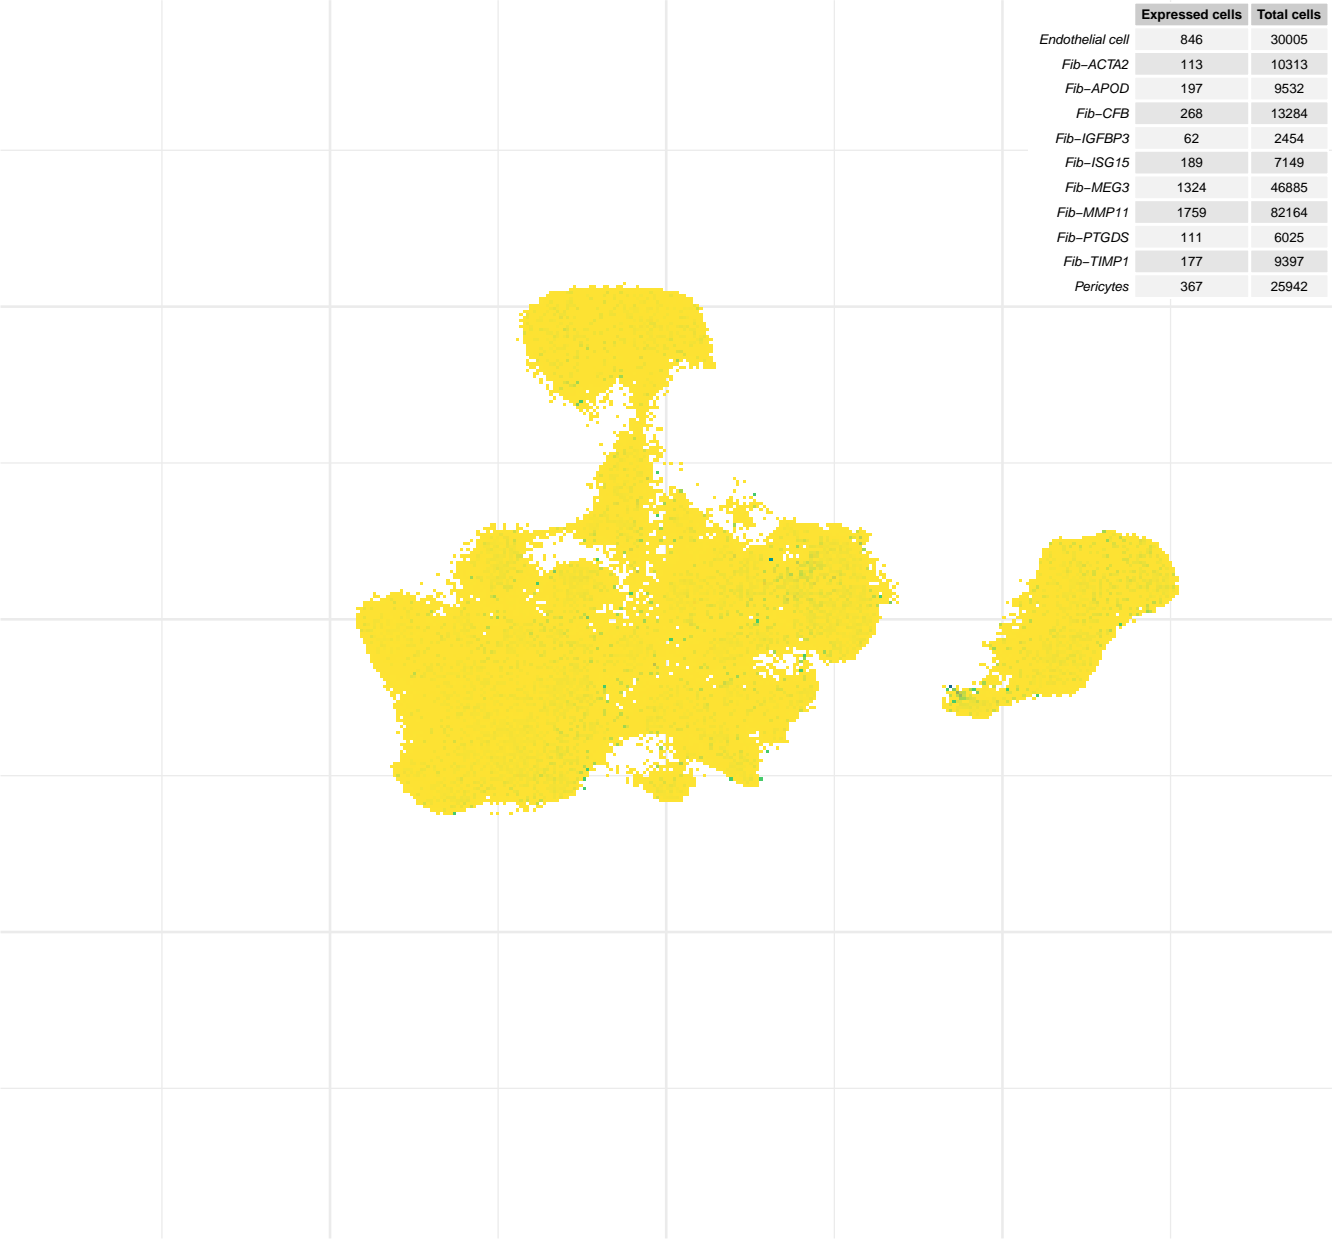 Expressed cells Total cells
Endothelial cell 846 30005
Fib−ACTA2 113 10313
Fib−APOD 197 9532
Fib−CFB 268 13284
Fib−IGFBP3 62 2454
Fib−ISG15 189 7149
Fib−MEG3 1324 46885
Fib−MMP11 1759 82164
Fib−PTGDS 111 6025
Fib−TIMP1 177 9397
Pericytes 367 25942